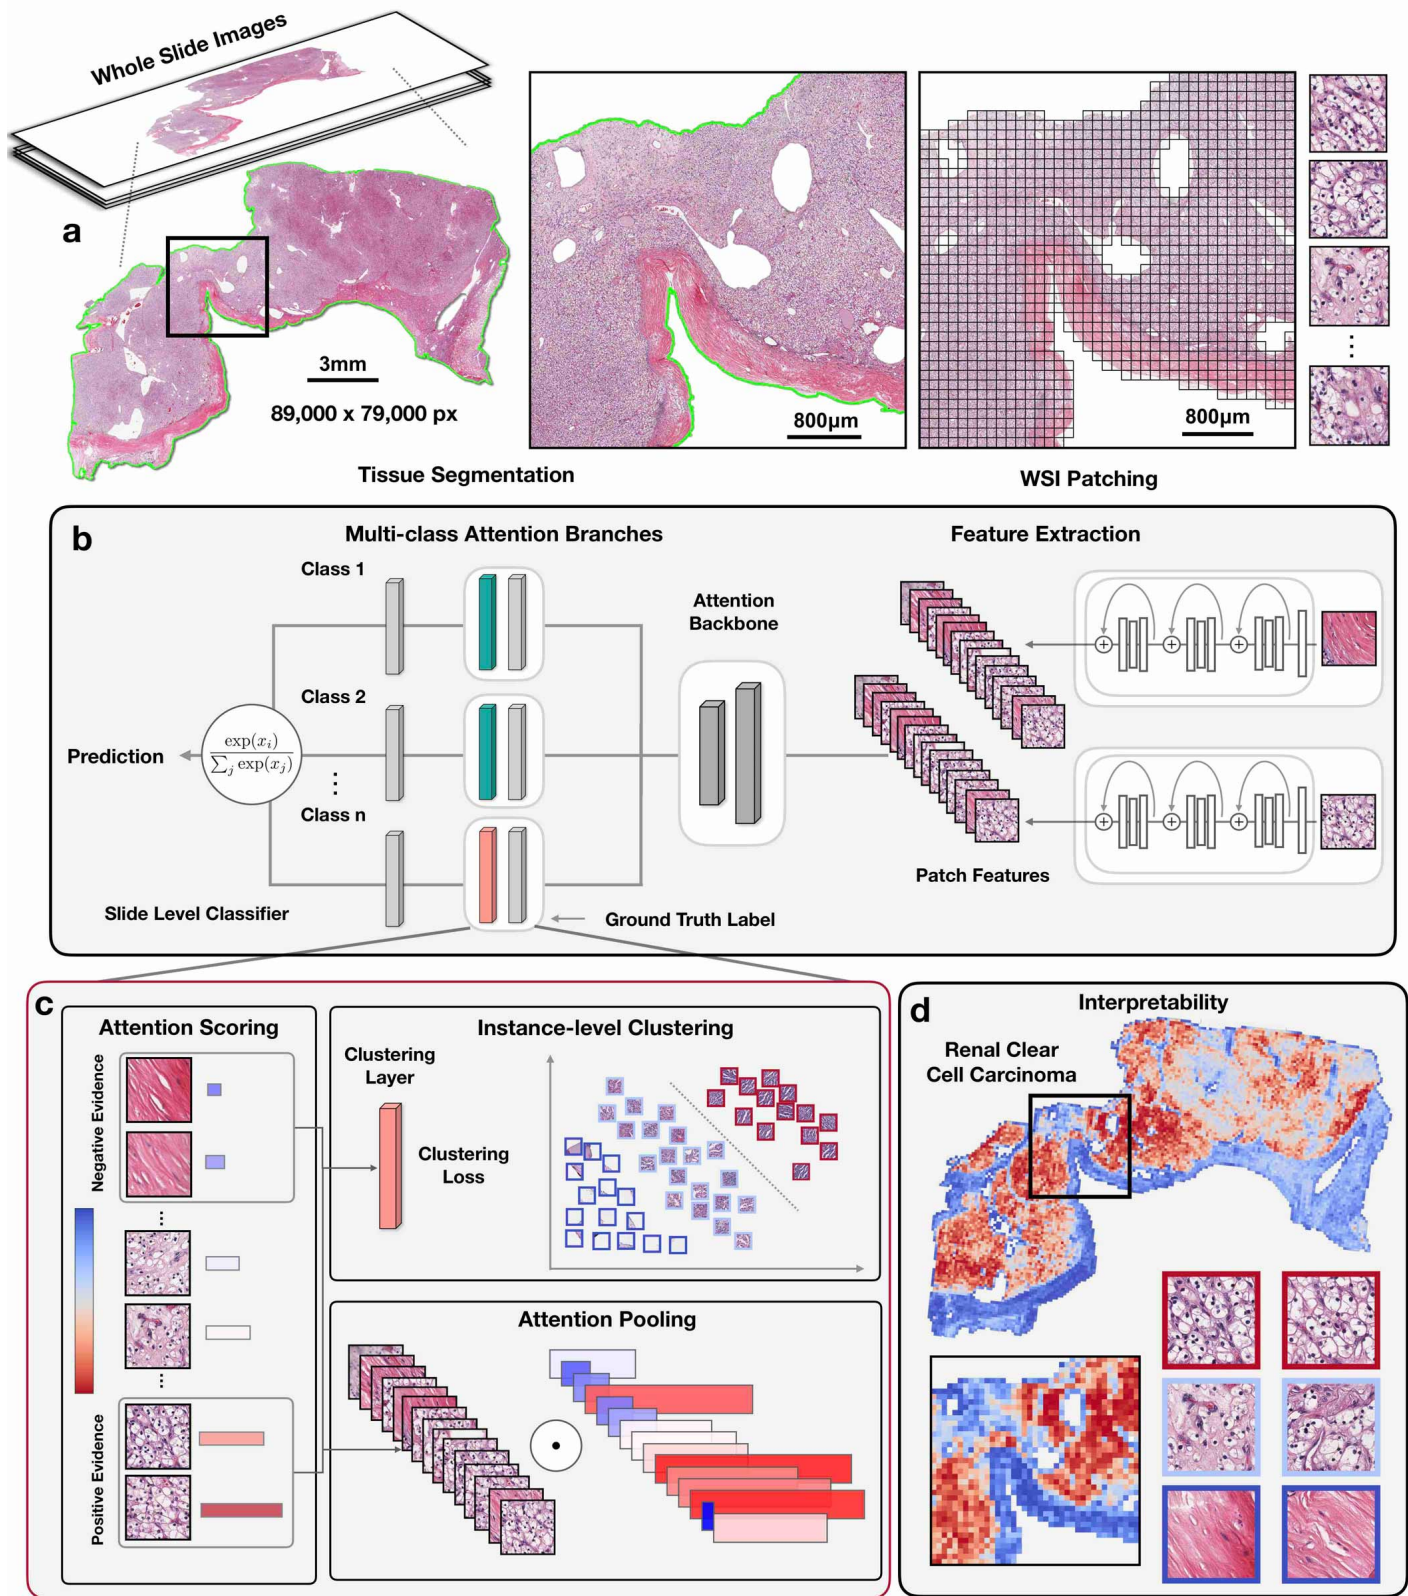 Whole Slide Images
a
3mm
89,000 x 79,000 px
800μm
800μm
Tissue Segmentation
WSI Patching
b
Multi-class Attention Branches
Feature Extraction
Class 1
Attention
Backbone
Class 2
Prediction
exp(x_i)
∑_j exp(x_j)
Class n
Patch Features
Slide Level Classifier
Ground Truth Label
c
Attention Scoring
Negative Evidence
Positive Evidence
Instance-level Clustering
Clustering
Layer
Clustering
Loss
Attention Pooling
d
Interpretability
Renal Clear
Cell Carcinoma